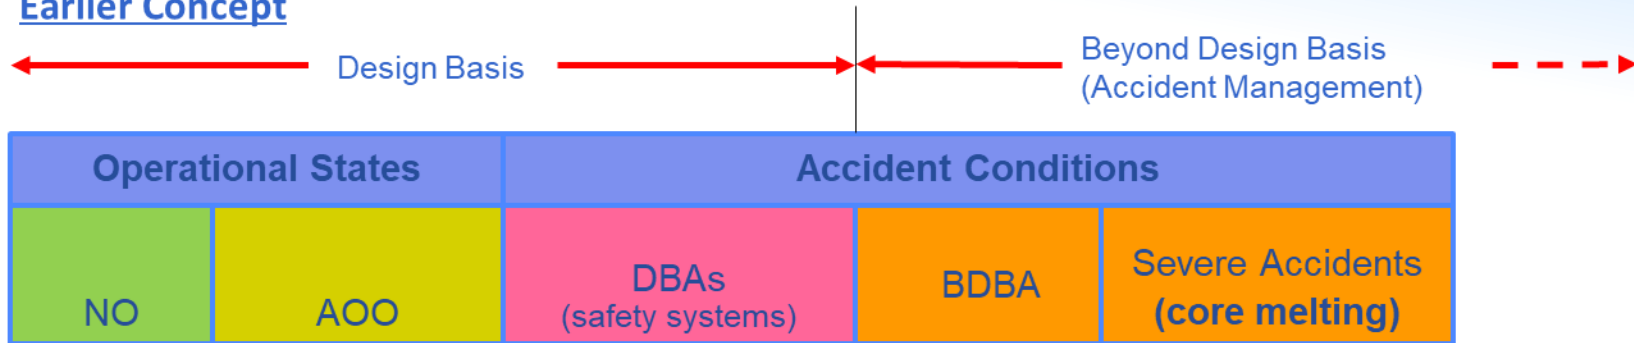 Earlier Concept
Design Basis
Beyond Design Basis
(Accident Management)
Operational States
Accident Conditions
NO
AOO
DBAs
(safety systems)
BDBA
Severe Accidents
(core melting)